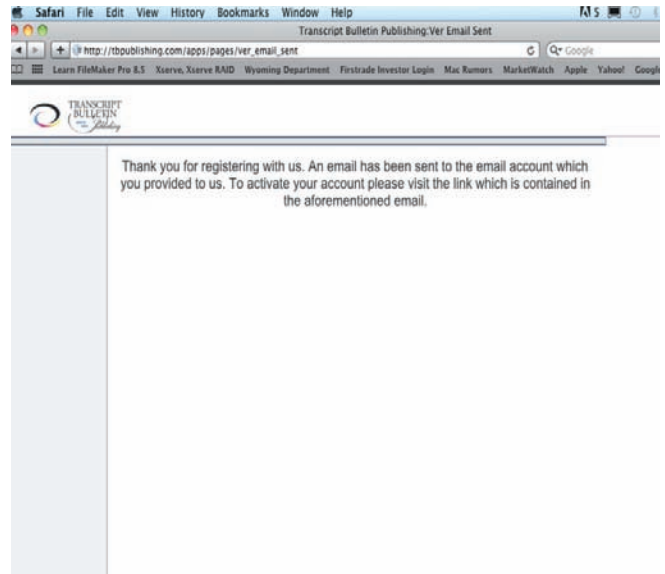 Safari File Edit View History Bookmarks Window Help
Transcript Bulletin Publishing:Ver Email Sent
http://tbpublishing.com/apps/pages/ver_email_sent
Google
Learn FileMaker Pro 8.5 Xserve, Xserve RAID Wyoming Department Firstrade Investor Login Mac Rumors MarketWatch Apple Yahoo! Google
TRANSCRIPT
BULLETIN
Publishing
Thank you for registering with us. An email has been sent to the email account which
you provided to us. To activate your account please visit the link which is contained in
the aforementioned email.